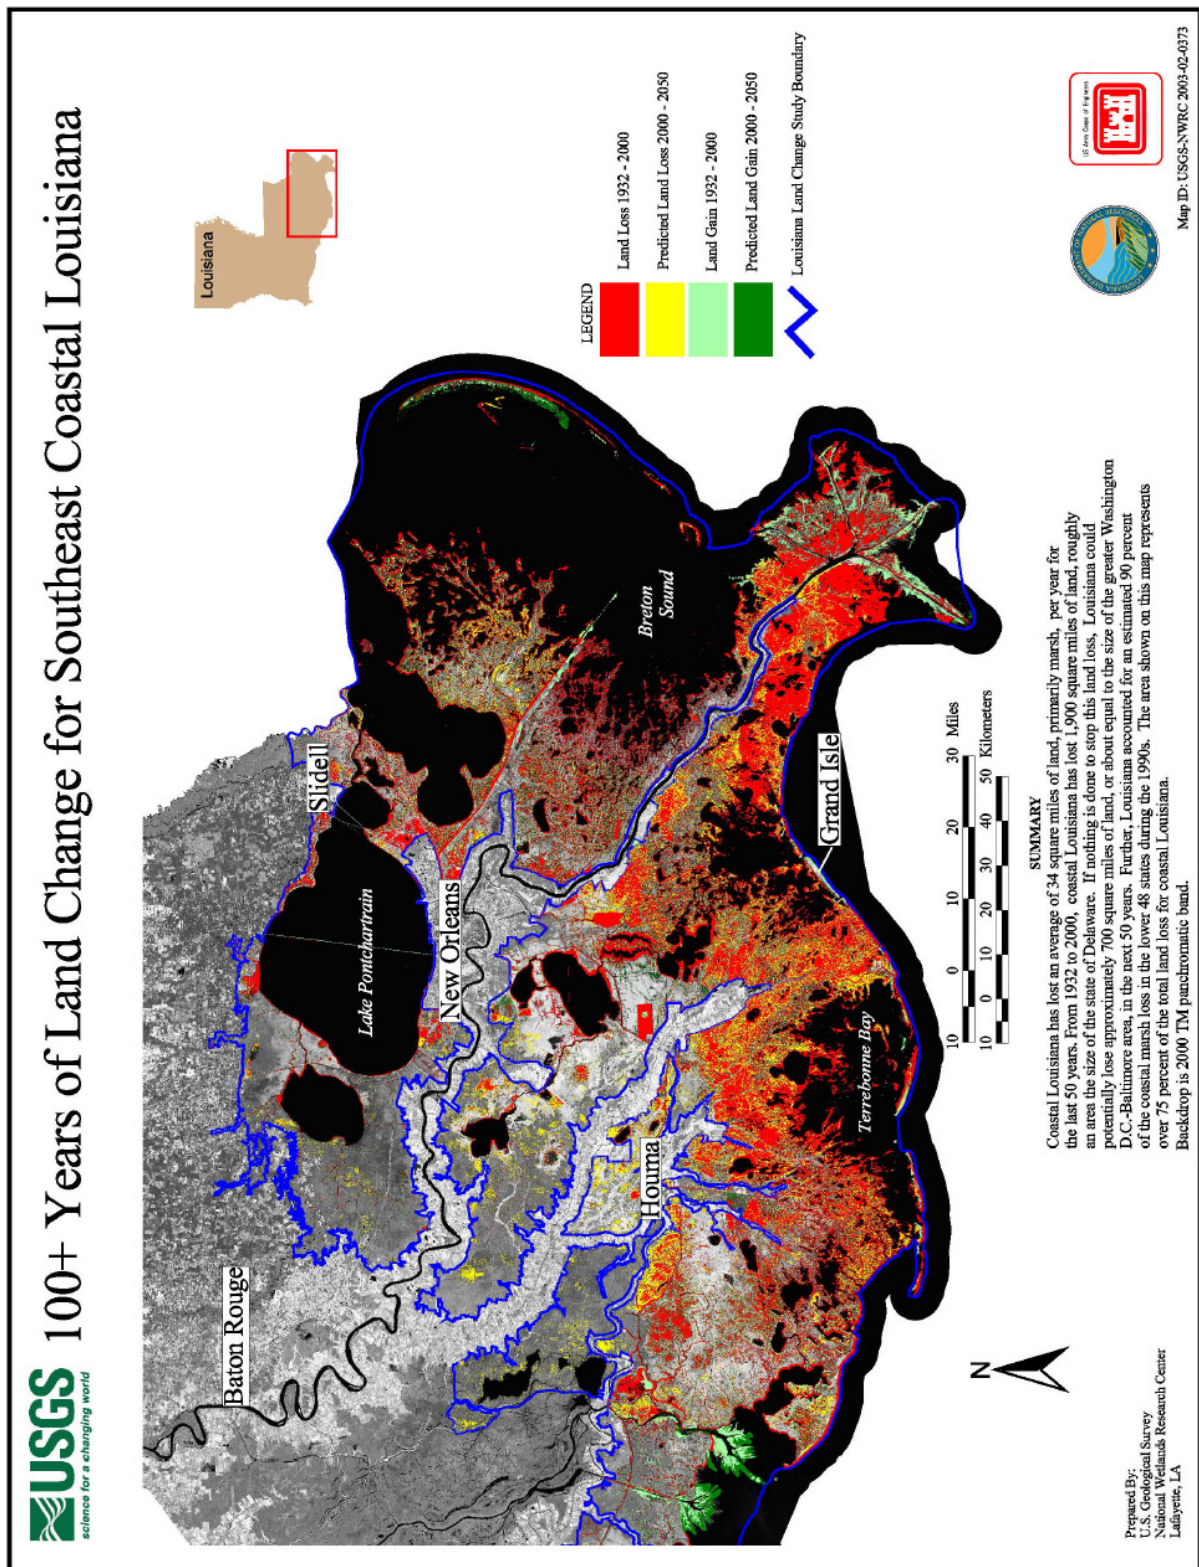 USGS
science for a changing world
100+ Years of Land Change for Southeast Coastal Louisiana
Louisiana
Baton Rouge
Slidell
Lake Pontchartrain
New Orleans
Houma
Breton
Sound
Terrebonne Bay
Grand Isle
LEGEND
Land Loss 1932 - 2000
Predicted Land Loss 2000 - 2050
Land Gain 1932 - 2000
Predicted Land Gain 2000 - 2050
Louisiana Land Change Study Boundary
N
10 0 10 20 30 Miles
10 0 10 20 30 40 50 Kilometers
SUMMARY
Coastal Louisiana has lost an average of 34 square miles of land, primarily marsh, per year for
the last 50 years. From 1932 to 2000, coastal Louisiana has lost 1,900 square miles of land, roughly
an area the size of the state of Delaware. If nothing is done to stop this land loss, Louisiana could
potentially lose approximately 700 square miles of land, or about equal to the size of the greater Washington
D.C.-Baltimore area, in the next 50 years. Further, Louisiana accounted for an estimated 90 percent
of the coastal marsh loss in the lower 48 states during the 1990s. The area shown on this map represents
over 75 percent of the total land loss for coastal Louisiana.
Backdrop is 2000 TM panchromatic band.
Prepared By:
U.S. Geological Survey
National Wetlands Research Center
Lafayette, LA
LOUISIANA DEPARTMENT OF NATURAL RESOURCES
US Army Corps of Engineers
Map ID: USGS-NWRC 2003-02-0373